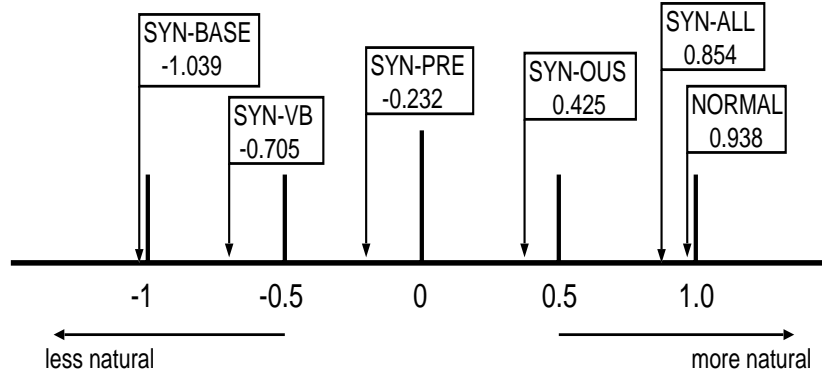 SYN-BASE
-1.039
SYN-VB
-0.705
SYN-PRE
-0.232
SYN-OUS
0.425
SYN-ALL
0.854
NORMAL
0.938
-1 -0.5 0 0.5 1.0
less natural more natural